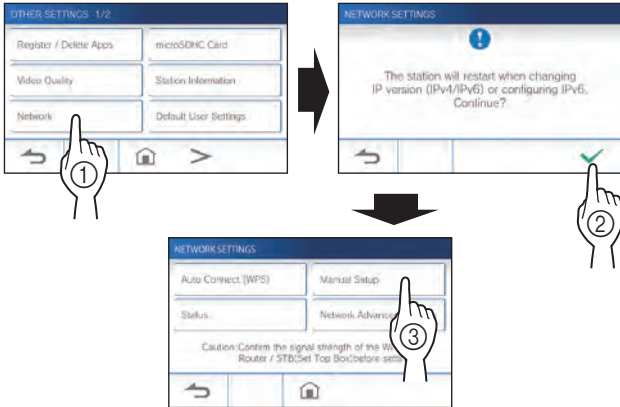 OTHER SETTINGS 1/2
Register / Delete Apps
microSDHC Card
Video Quality
Station Information
Network
Default User Settings
1
NETWORK SETTINGS
The station will restart when changing
IP version (IPv4/IPv6) or configuring IPv6.
Continue?
2
NETWORK SETTINGS
Auto Connect (WPS)
Manual Setup
Status
Network Advanc
3
Caution:Confirm the signal strength of the W
Router / STB(Set Top Box)before sett